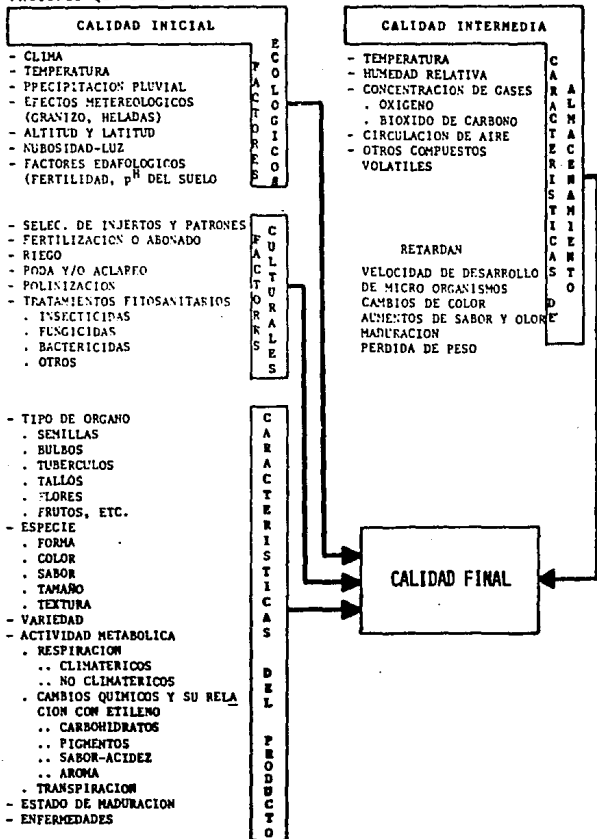 CALIDAD INICIAL
FACTORES ECOLOGICOS
- CLIMA
- TEMPERATURA
- PPECIPITACION PLUVIAL
- EFECTOS METEREOLOGICOS
(GRANIZO, HELADAS)
- ALTITUD Y LATITUD
- NUBOSIDAD-LUZ
- FACTORES EDAFOLOGICOS
(FERTILIDAD, pH DEL SUELO
- SELEC. DE INJERTOS Y PATRONES
- FERTILIZACION O ABONADO
- RIEGO
- PODA Y/O ACLAREO
- POLINIZACION
- TRATAMIENTOS FITOSANITARIOS
. INSECTICIDAS
. FUNGICIDAS
. BACTERICIDAS
. OTROS
FACTORES CULTURALES
- TIPO DE ORGANO
. SEMILLAS
. BULBOS
. TUBERCULOS
. TALLOS
. FLORES
. FRUTOS, ETC.
- ESPECIE
. FORMA
. COLOR
. SABOR
. TAMAÑO
. TEXTURA
- VARIEDAD
- ACTIVIDAD METABOLICA
. RESPIRACION
.. CLIMATERICOS
.. NO CLIMATERICOS
. CAMBIOS QUIMICOS Y SU RELA
CION CON ETILENO
.. CARBOHIDRATOS
.. PIGMENTOS
.. SABOR-ACIDEZ
.. AROMA
. TRANSPIRACION
- ESTADO DE MADURACION
- ENFERMEDADES
CARACTERISTICAS DEL PRODUCTO
CALIDAD INTERMEDIA
- TEMPERATURA
- HUMEDAD RELATIVA
- CONCENTRACION DE GASES
. OXIGENO
. BIOXIDO DE CARBONO
- CIRCULACION DE AIRE
- OTROS COMPUESTOS
VOLATILES
RETARDAN
VELOCIDAD DE DESARROLLO
DE MICRO ORGANISMOS
CAMBIOS DE COLOR
AUMENTOS DE SABOR Y OLOR
MADURACION
PERDIDA DE PESO
CARACTERISTICAS DE
ALMACENAMIENTO
CALIDAD FINAL